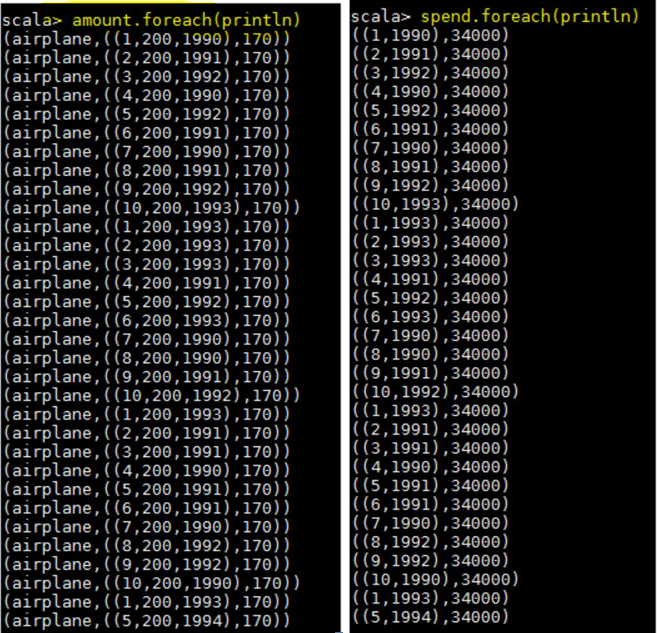 scala> amount.foreach(println)
(airplane,((1,200,1990),170))
(airplane,((2,200,1991),170))
(airplane,((3,200,1992),170))
(airplane,((4,200,1990),170))
(airplane,((5,200,1992),170))
(airplane,((6,200,1991),170))
(airplane,((7,200,1990),170))
(airplane,((8,200,1991),170))
(airplane,((9,200,1992),170))
(airplane,((10,200,1993),170))
(airplane,((1,200,1993),170))
(airplane,((2,200,1993),170))
(airplane,((3,200,1993),170))
(airplane,((4,200,1991),170))
(airplane,((5,200,1992),170))
(airplane,((6,200,1993),170))
(airplane,((7,200,1990),170))
(airplane,((8,200,1990),170))
(airplane,((9,200,1991),170))
(airplane,((10,200,1992),170))
(airplane,((1,200,1993),170))
(airplane,((2,200,1991),170))
(airplane,((3,200,1991),170))
(airplane,((4,200,1990),170))
(airplane,((5,200,1991),170))
(airplane,((6,200,1991),170))
(airplane,((7,200,1990),170))
(airplane,((8,200,1992),170))
(airplane,((9,200,1992),170))
(airplane,((10,200,1990),170))
(airplane,((1,200,1993),170))
(airplane,((5,200,1994),170))
scala> spend.foreach(println)
((1,1990),34000)
((2,1991),34000)
((3,1992),34000)
((4,1990),34000)
((5,1992),34000)
((6,1991),34000)
((7,1990),34000)
((8,1991),34000)
((9,1992),34000)
((10,1993),34000)
((1,1993),34000)
((2,1993),34000)
((3,1993),34000)
((4,1991),34000)
((5,1992),34000)
((6,1993),34000)
((7,1990),34000)
((8,1990),34000)
((9,1991),34000)
((10,1992),34000)
((1,1993),34000)
((2,1991),34000)
((3,1991),34000)
((4,1990),34000)
((5,1991),34000)
((6,1991),34000)
((7,1990),34000)
((8,1992),34000)
((9,1992),34000)
((10,1990),34000)
((1,1993),34000)
((5,1994),34000)